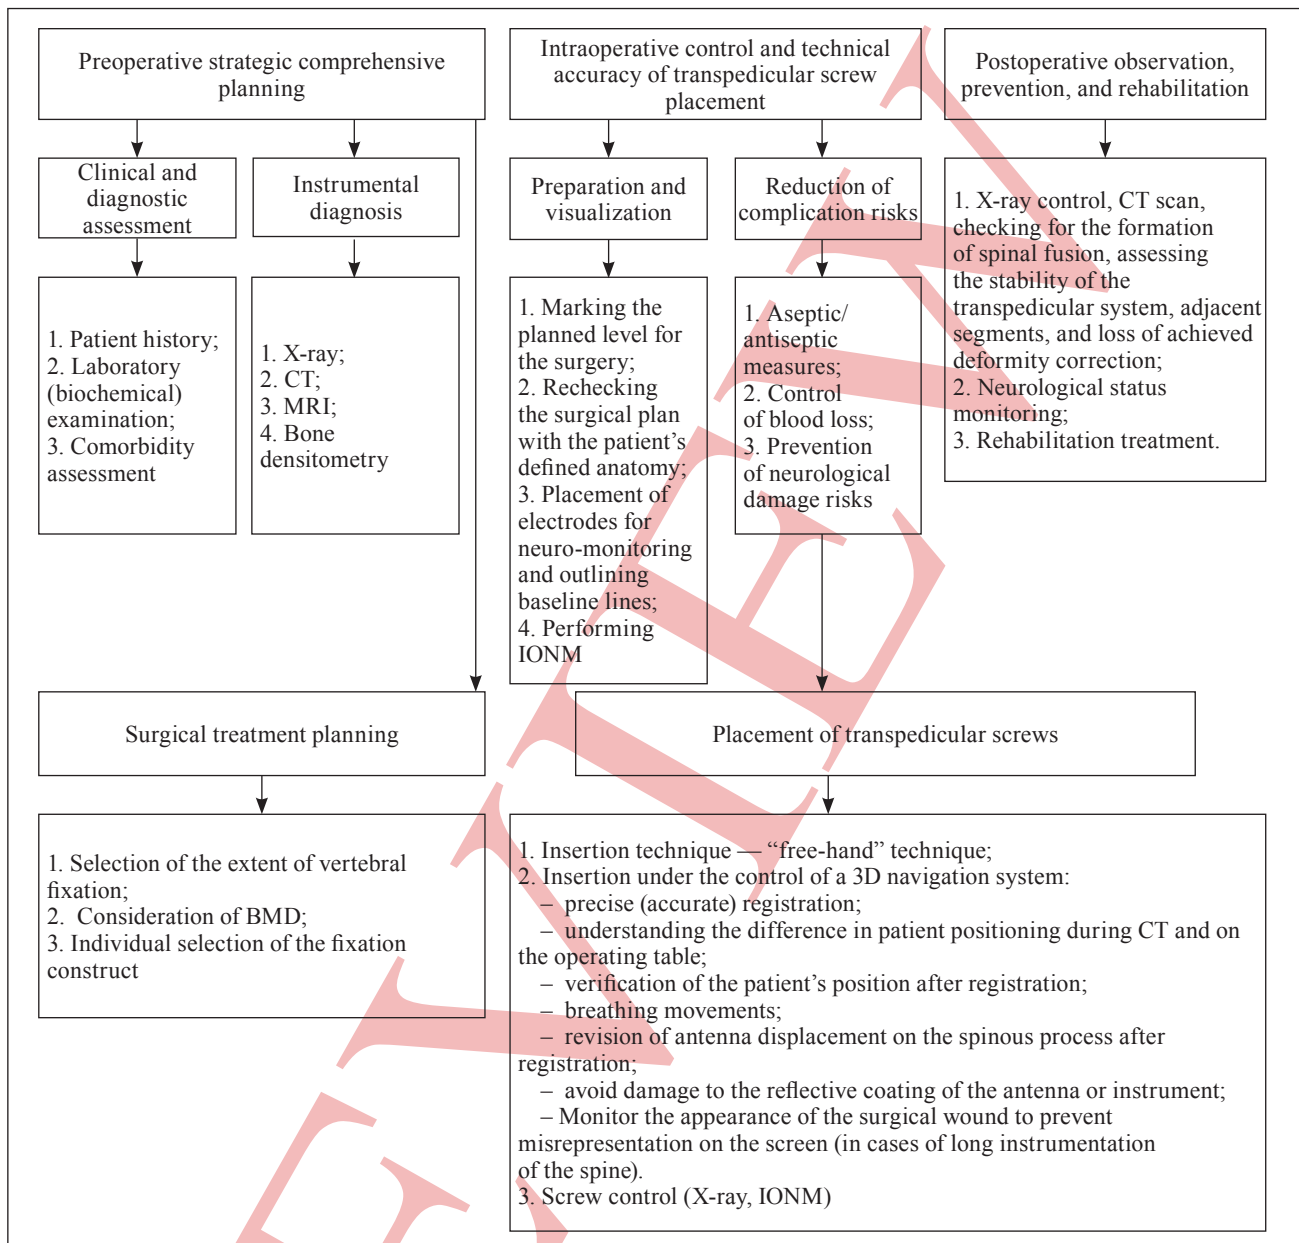 Preoperative strategic comprehensive
planning
Clinical and
diagnostic
assessment
Instrumental
diagnosis
1. Patient history;
2. Laboratory
(biochemical)
examination;
3. Comorbidity
assessment
1. X-ray;
2. CT;
3. MRI;
4. Bone
densitometry
Surgical treatment planning
1. Selection of the extent of vertebral
fixation;
2. Consideration of BMD;
3. Individual selection of the fixation
construct
Intraoperative control and technical
accuracy of transpedicular screw
placement
Preparation and
visualization
Reduction of
complication risks
1. Marking the
planned level for
the surgery;
2. Rechecking
the surgical plan
with the patient’s
defined anatomy;
3. Placement of
electrodes for
neuro-monitoring
and outlining
baseline lines;
4. Performing
IONM
1. Aseptic/
antiseptic
measures;
2. Control
of blood loss;
3. Prevention
of neurological
damage risks
Placement of transpedicular screws
1. Insertion technique — “free-hand” technique;
2. Insertion under the control of a 3D navigation system:
– precise (accurate) registration;
– understanding the difference in patient positioning during CT and on
the operating table;
– verification of the patient’s position after registration;
– breathing movements;
– revision of antenna displacement on the spinous process after
registration;
– avoid damage to the reflective coating of the antenna or instrument;
– Monitor the appearance of the surgical wound to prevent
misrepresentation on the screen (in cases of long instrumentation
of the spine).
3. Screw control (X-ray, IONM)
Postoperative observation,
prevention, and rehabilitation
1. X-ray control, CT scan,
checking for the formation
of spinal fusion, assessing
the stability of the
transpedicular system, adjacent
segments, and loss of achieved
deformity correction;
2. Neurological status
monitoring;
3. Rehabilitation treatment.
EVIEW